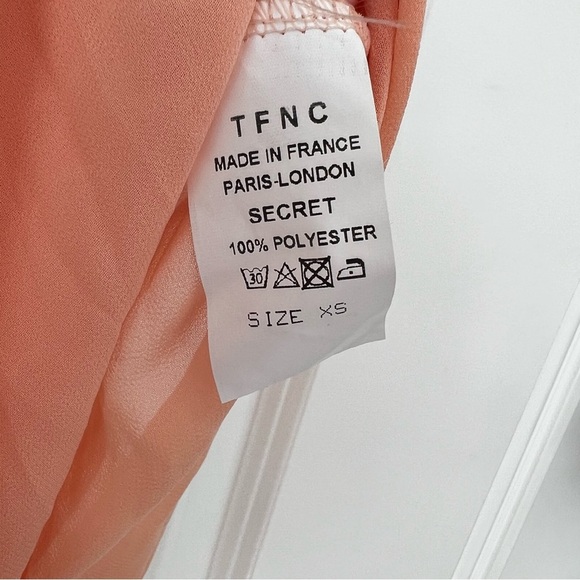 TFNC
MADE IN FRANCE
PARIS-LONDON
SECRET
100% POLYESTER
30
SIZE XS